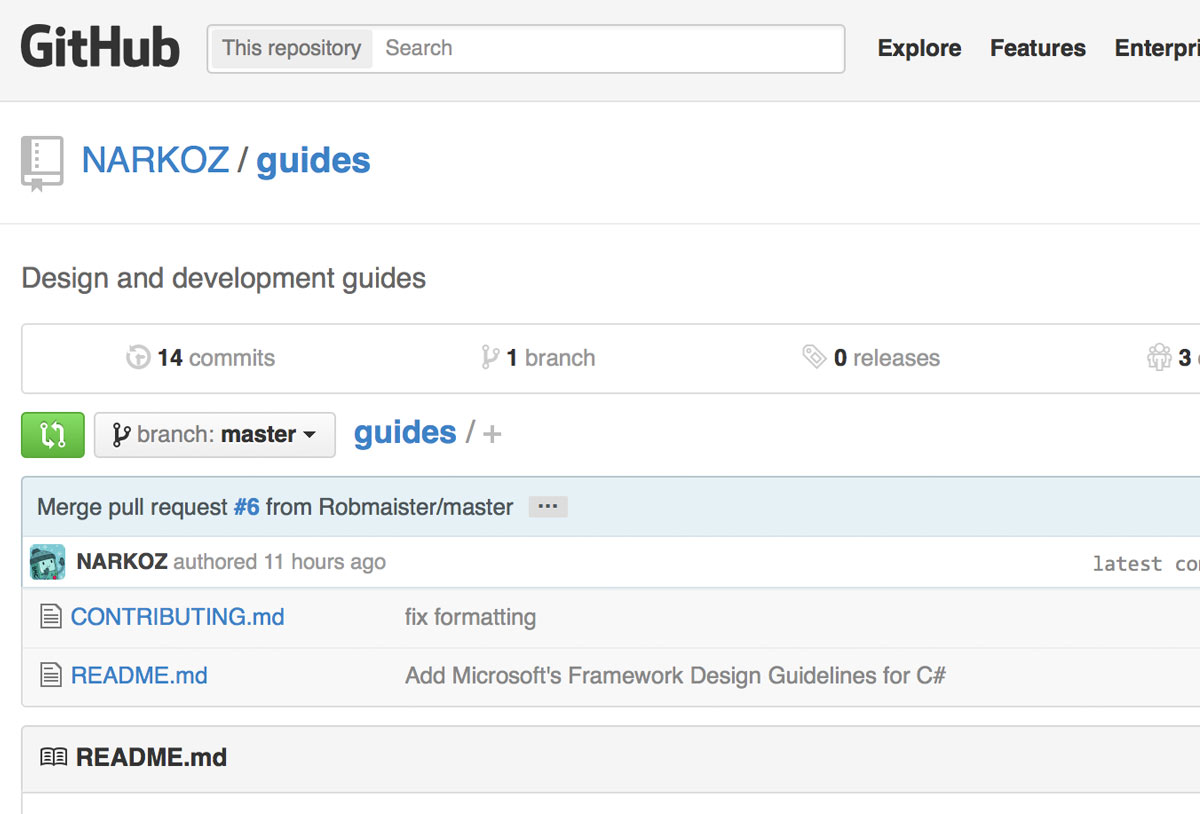 GitHub This repository Search Explore Features
NARKOZ / guides
Design and development guides
14 commits 1 branch 0 releases 3
branch: master guides / +
Merge pull request #6 from Robmaister/master ...
NARKOZ authored 11 hours ago latest
CONTRIBUTING.md fix formatting
README.md Add Microsoft's Framework Design Guidelines for C#
README.md